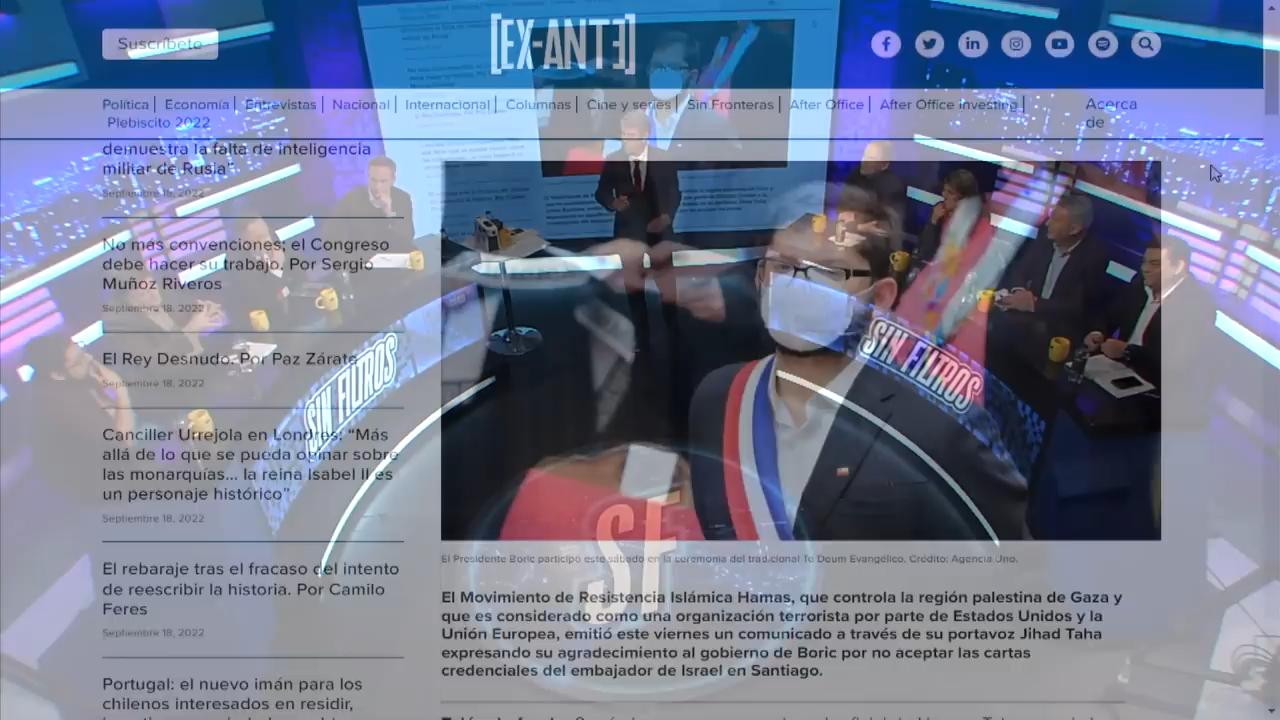 Suscríbete
[EX-ANTE]
Política | Economía | Entrevistas | Nacional | Internacional | Columnas | Cine y series | Sin Fronteras | After Office | After Office Investing |
Acerca de
Plebiscito 2022
demuestra la falta de inteligencia
militar de Rusia"
Septiembre 18, 2022
No más convenciones; el Congreso
debe hacer su trabajo. Por Sergio
Muñoz Riveros
Septiembre 18, 2022
El Rey Desnudo. Por Paz Zárate
Septiembre 18, 2022
Canciller Urrejola en Londres: “Más
allá de lo que se pueda opinar sobre
las monarquías... la reina Isabel II es
un personaje histórico”
Septiembre 18, 2022
El rebaraje tras el fracaso del intento
de reescribir la historia. Por Camilo
Feres
Septiembre 18, 2022
Portugal: el nuevo imán para los
chilenos interesados en residir,
SIN FILTROS
SIN FILTROS
SF
El Presidente Boric participó este sábado en la ceremonia del tradicional Te Deum Evangélico. Crédito: Agencia Uno.
El Movimiento de Resistencia Islámica Hamas, que controla la región palestina de Gaza y
que es considerado como una organización terrorista por parte de Estados Unidos y la
Unión Europea, emitió este viernes un comunicado a través de su portavoz Jihad Taha
expresando su agradecimiento al gobierno de Boric por no aceptar las cartas
credenciales del embajador de Israel en Santiago.